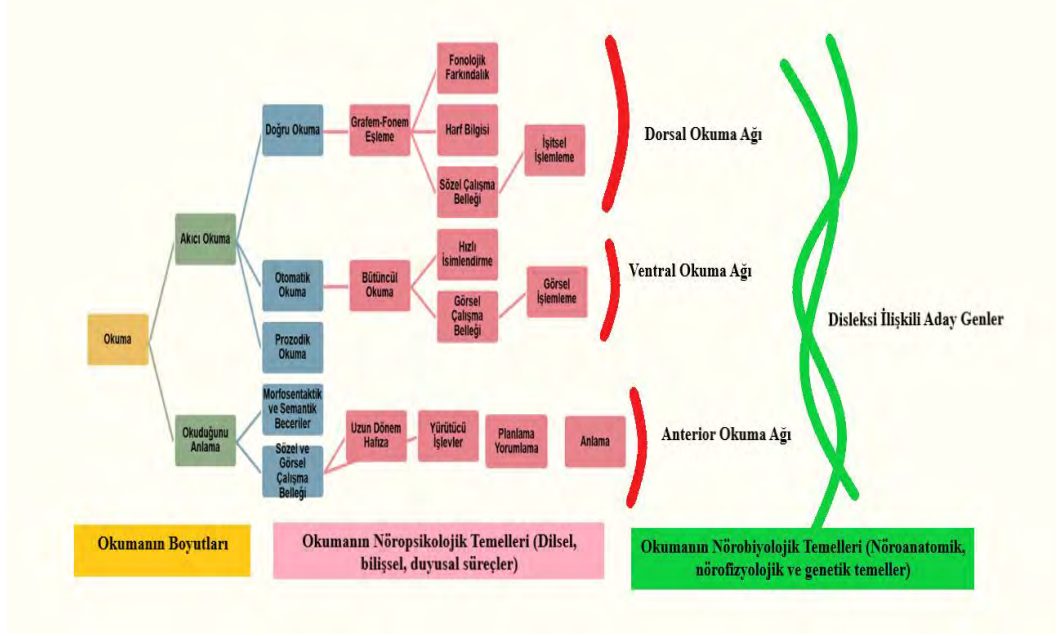 Okuma
Akıcı Okuma
Okuduğunu
Anlama
Doğru Okuma
Otomatik
Okuma
Prozodik
Okuma
Morfosentaktik
ve Semantik
Beceriler
Sözel ve
Görsel
Çalışma
Belleği
Grafem-Fonem
Eşleme
Bütüncül
Okuma
Uzun Dönem
Hafıza
Fonolojik
Farkındalık
Harf Bilgisi
Sözel Çalışma
Belleği
Hızlı
İsimlendirme
Görsel
Çalışma
Belleği
Yürütücü
İşlevler
Planlama
Yorumlama
Anlama
İşitsel
İşlemleme
Görsel
İşlemleme
Dorsal Okuma Ağı
Ventral Okuma Ağı
Anterior Okuma Ağı
Disleksi İlişkili Aday Genler
Okumanın Boyutları
Okumanın Nöropsikolojik Temelleri (Dilsel,
bilişsel, duyusal süreçler)
Okumanın Nörobiyolojik Temelleri (Nöroanatomik,
nörofizyolojik ve genetik temeller)